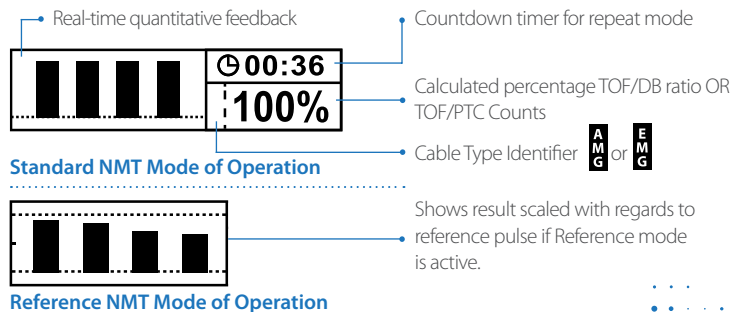 Real-time quantitative feedback
Countdown timer for repeat mode
00:36
100%
Calculated percentage TOF/DB ratio OR
TOF/PTC Counts
Cable Type Identifier AMG or EMG
Standard NMT Mode of Operation
Shows result scaled with regards to
reference pulse if Reference mode
is active.
Reference NMT Mode of Operation